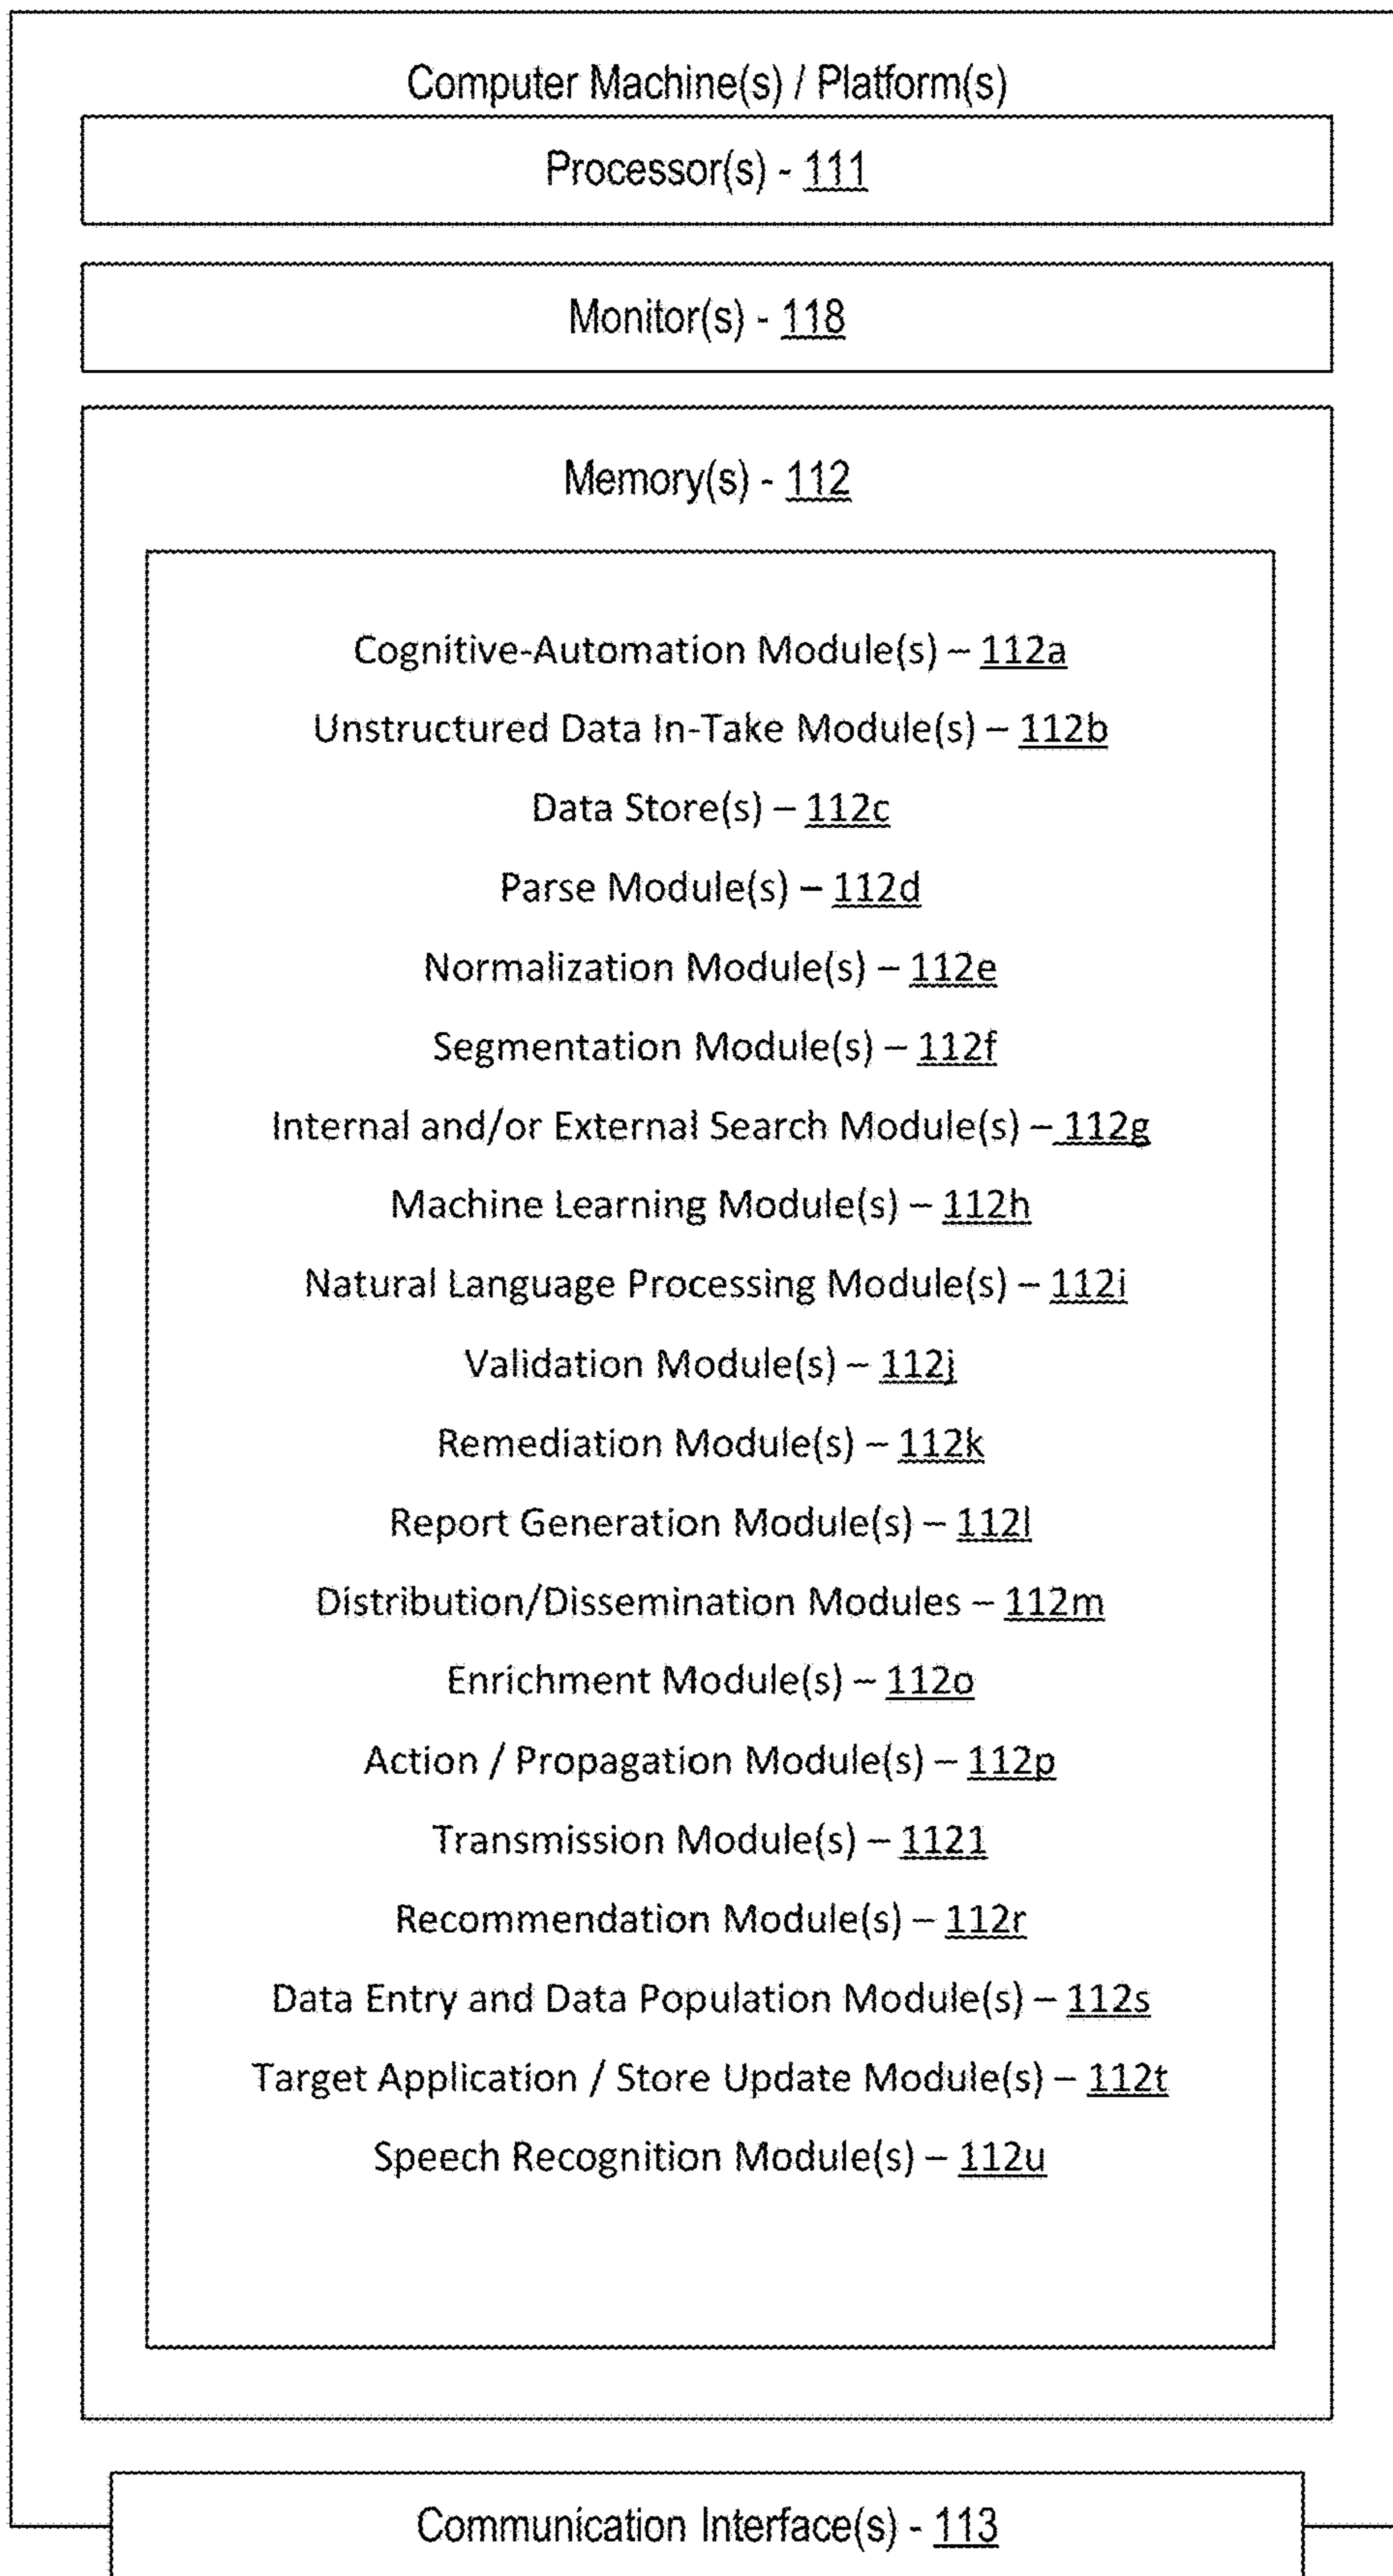 Computer Machine(s) / Platform(s)
Processor(s) - 111
Monitor(s) - 118
Memory(s) - 112
Cognitive-Automation Module(s) – 112a
Unstructured Data In-Take Module(s) – 112b
Data Store(s) – 112c
Parse Module(s) – 112d
Normalization Module(s) – 112e
Segmentation Module(s) – 112f
Internal and/or External Search Module(s) – 112g
Machine Learning Module(s) – 112h
Natural Language Processing Module(s) – 112i
Validation Module(s) – 112j
Remediation Module(s) – 112k
Report Generation Module(s) – 112l
Distribution/Dissemination Modules – 112m
Enrichment Module(s) – 112o
Action / Propagation Module(s) – 112p
Transmission Module(s) – 1121
Recommendation Module(s) – 112r
Data Entry and Data Population Module(s) – 112s
Target Application / Store Update Module(s) – 112t
Speech Recognition Module(s) – 112u
Communication Interface(s) - 113